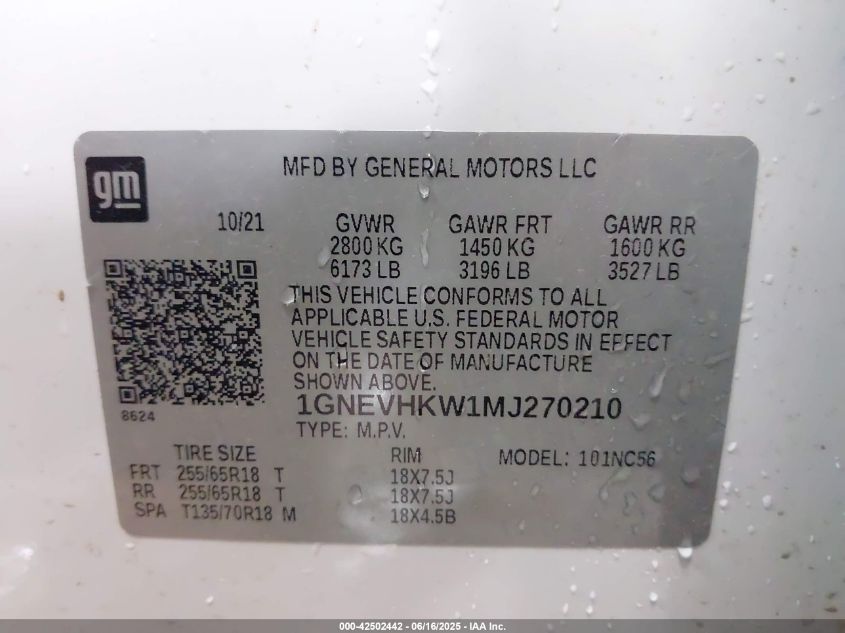 gm
MFD BY GENERAL MOTORS LLC
10/21 GVWR GAWR FRT GAWR RR
2800 KG 1450 KG 1600 KG
6173 LB 3196 LB 3527 LB
THIS VEHICLE CONFORMS TO ALL
APPLICABLE U.S. FEDERAL MOTOR
VEHICLE SAFETY STANDARDS IN EFFECT
ON THE DATE OF MANUFACTURE
SHOWN ABOVE.
8624
1GNEVHKW1MJ270210
TYPE: M.P.V.
TIRE SIZE RIM MODEL: 101NC56
FRT 255/65R18 T 18X7.5J
RR 255/65R18 T 18X7.5J
SPA T135/70R18 M 18X4.5B
000-42502442 - 06/16/2025 - IAA Inc.